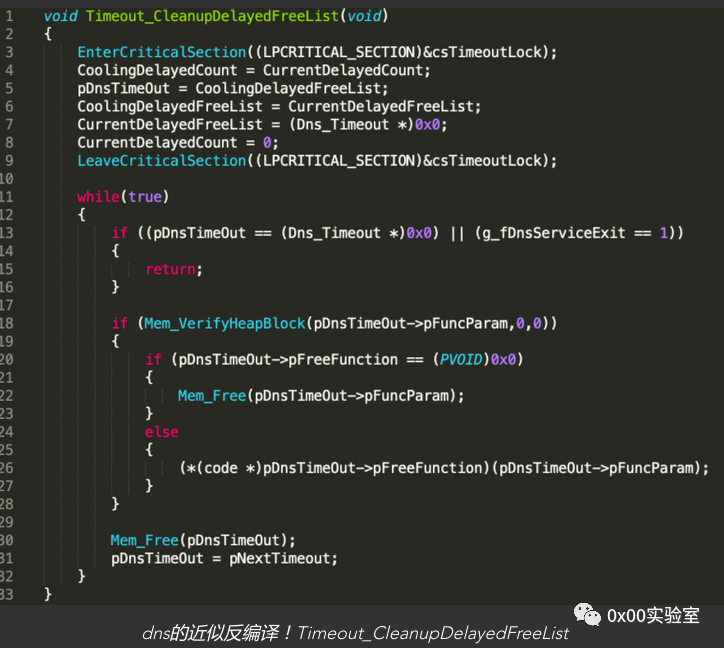 1 void Timeout_CleanupDelayedFreeList(void)
2 {
3 EnterCriticalSection((LPCRITICAL_SECTION)&csTimeoutLock);
4 CoolingDelayedCount = CurrentDelayedCount;
5 pDnsTimeOut = CoolingDelayedFreeList;
6 CoolingDelayedFreeList = CurrentDelayedFreeList;
7 CurrentDelayedFreeList = (Dns_Timeout *)0x0;
8 CurrentDelayedCount = 0;
9 LeaveCriticalSection((LPCRITICAL_SECTION)&csTimeoutLock);
10
11 while(true)
12 {
13 if ((pDnsTimeOut == (Dns_Timeout *)0x0) || (g_fDnsServiceExit == 1))
14 {
15 return;
16 }
17
18 if (Mem_VerifyHeapBlock(pDnsTimeOut->pFuncParam,0,0))
19 {
20 if (pDnsTimeOut->pFreeFunction == (PVOID)0x0)
21 {
22 Mem_Free(pDnsTimeOut->pFuncParam);
23 }
24 else
25 {
26 (*(code *)pDnsTimeOut->pFreeFunction)(pDnsTimeOut->pFuncParam);
27 }
28 }
29
30 Mem_Free(pDnsTimeOut);
31 pDnsTimeOut = pNextTimeout;
32 }
33 }
0x00实验室
dns的近似反编译！Timeout_CleanupDelayedFreeList